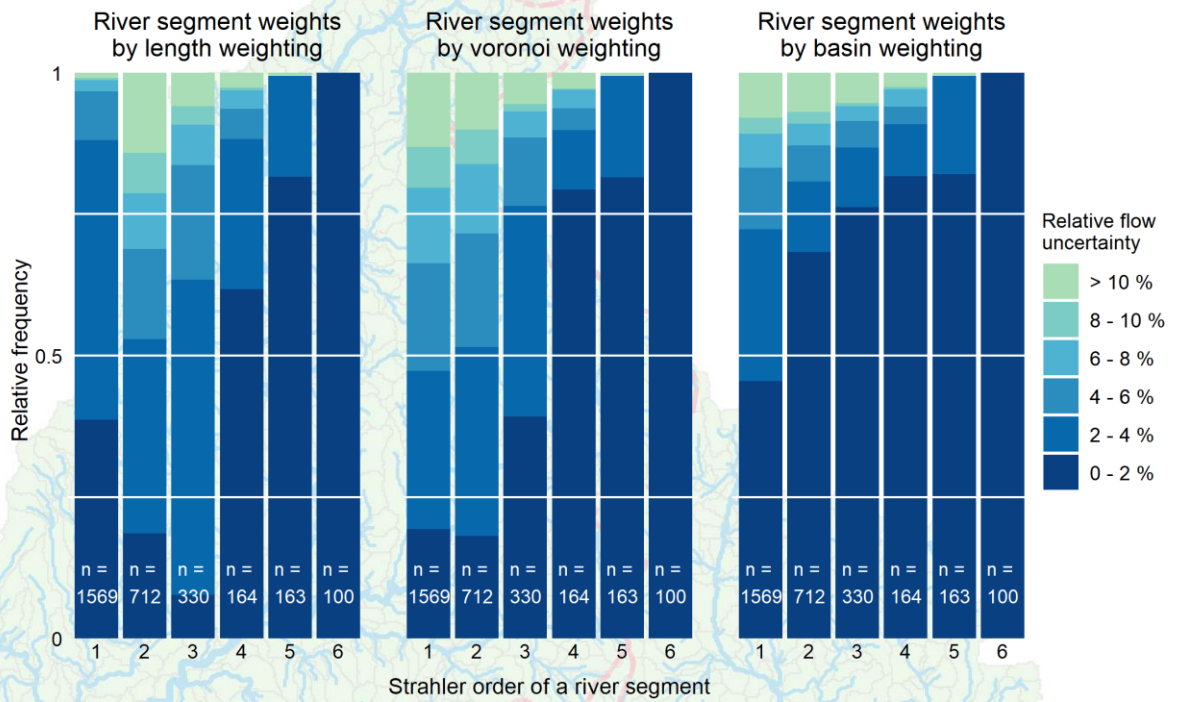 River segment weights
by length weighting
River segment weights
by voronoi weighting
River segment weights
by basin weighting
Relative frequency
1
0.5
0
n =
1569
n =
712
n =
330
n =
164
n =
163
n =
100
n =
1569
n =
712
n =
330
n =
164
n =
163
n =
100
n =
1569
n =
712
n =
330
n =
164
n =
163
n =
100
1 2 3 4 5 6
1 2 3 4 5 6
1 2 3 4 5 6
Strahler order of a river segment
Relative flow
uncertainty
> 10 %
8 - 10 %
6 - 8 %
4 - 6 %
2 - 4 %
0 - 2 %